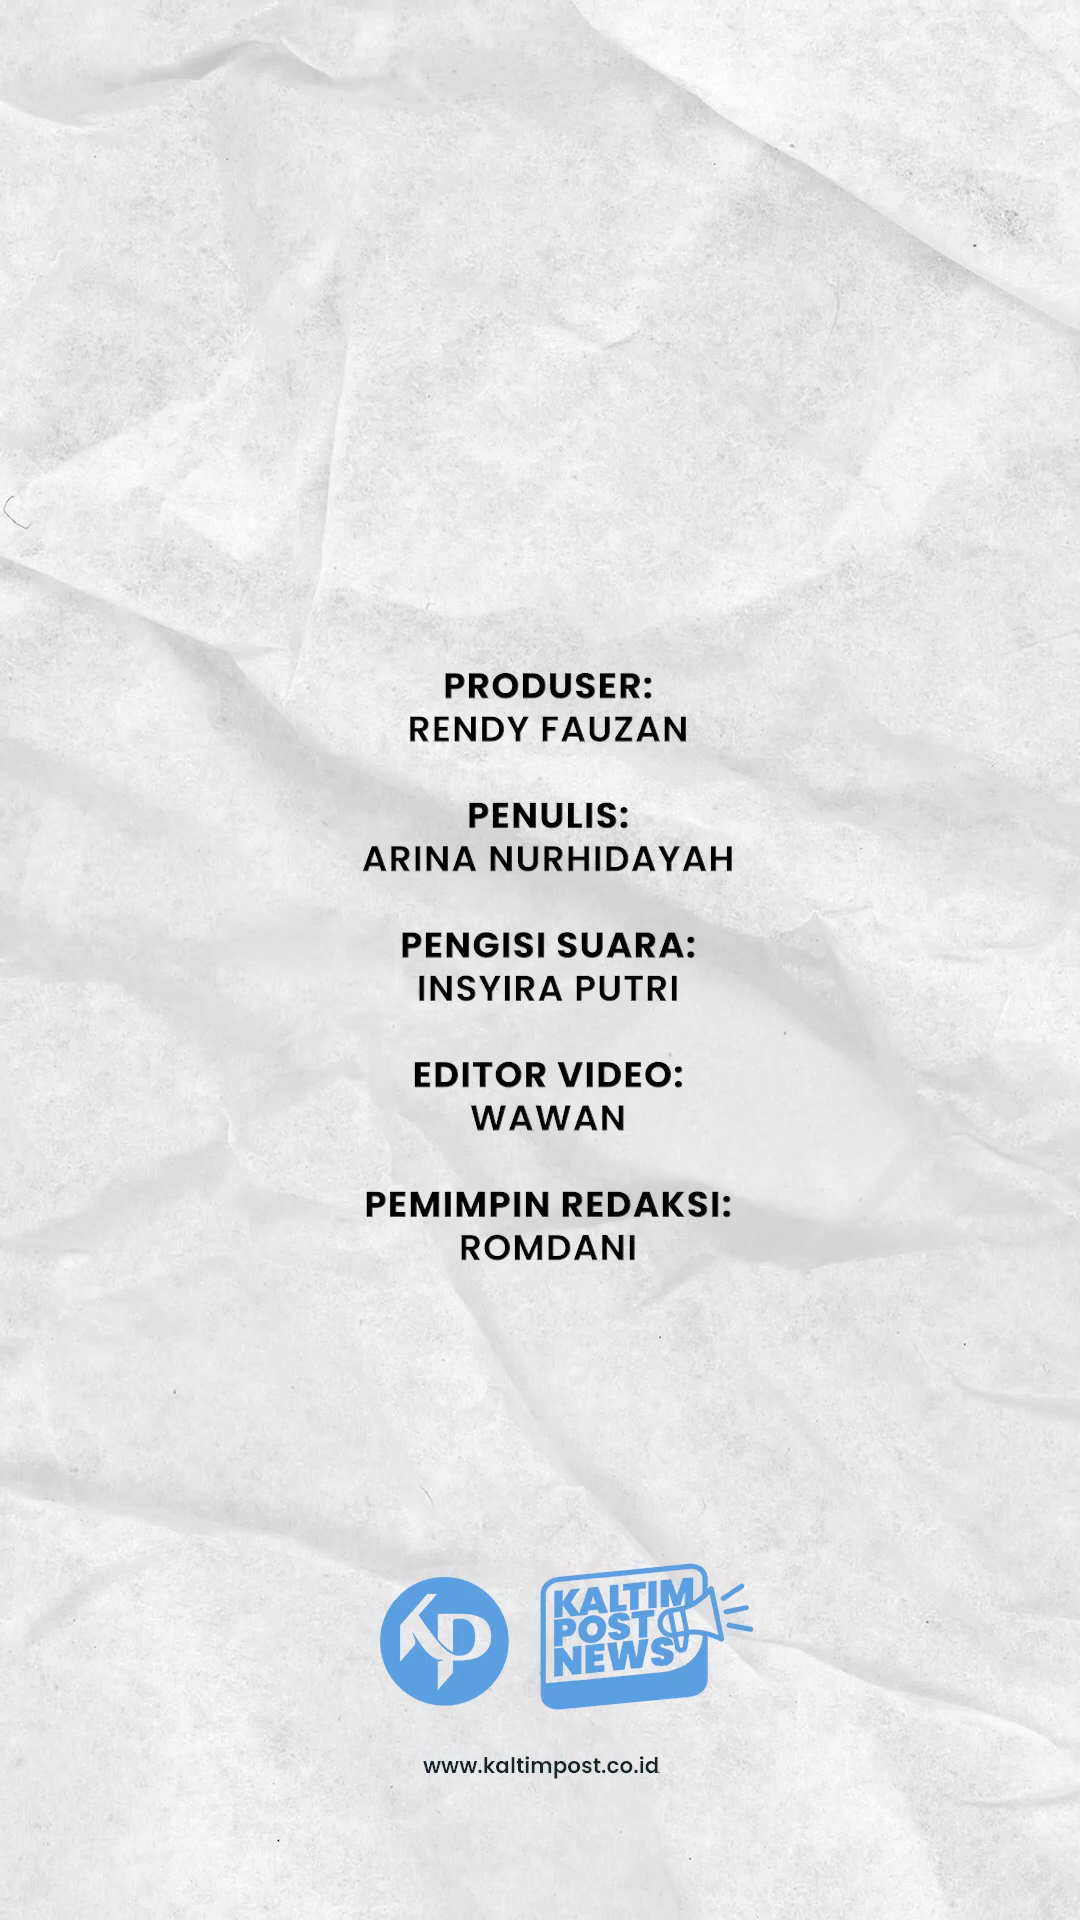 PRODUSER:
RENDY FAUZAN
PENULIS:
ARINA NURHIDAYAH
PENGISI SUARA:
INSYIRA PUTRI
EDITOR VIDEO:
WAWAN
PEMIMPIN REDAKSI:
ROMDANI
KP
KALTIM
POST
NEWS
www.kaltimpost.co.id